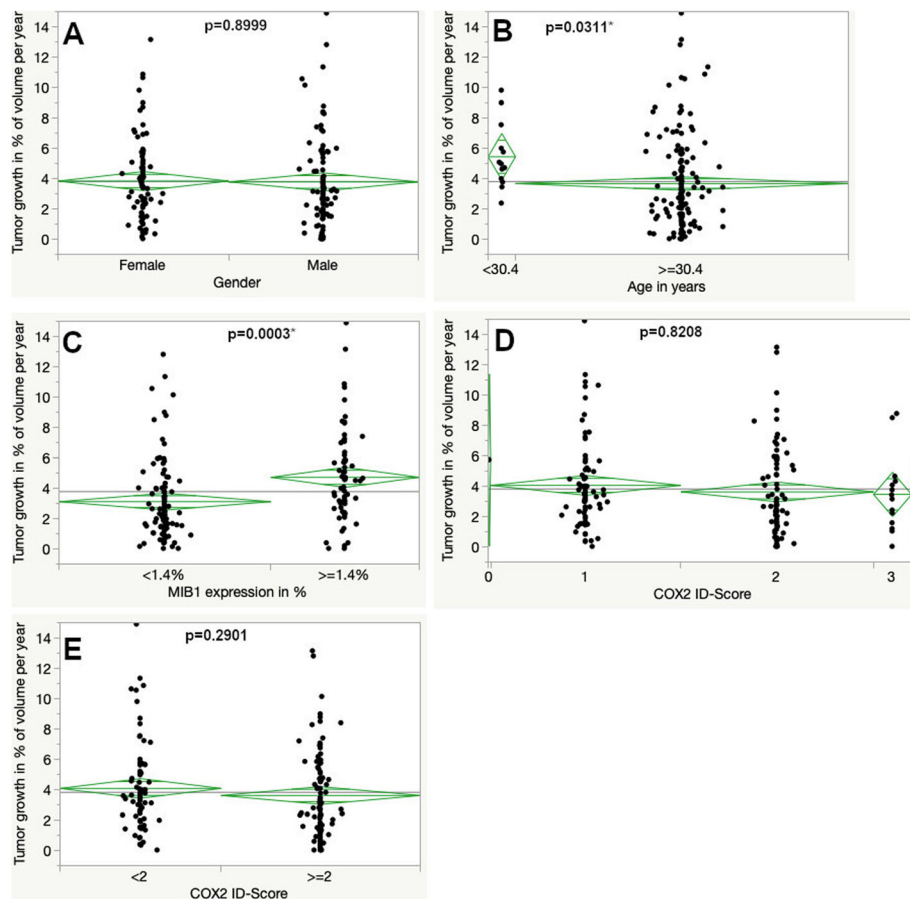 A
p=0.8999
Tumor growth in % of volume per year
14
12
10
8
6
4
2
0
Female Male
Gender
B
p=0.0311*
Tumor growth in % of volume per year
14
12
10
8
6
4
2
0
<30.4 >=30.4
Age in years
C
p=0.0003*
Tumor growth in % of volume per year
14
12
10
8
6
4
2
0
<1.4% >=1.4%
MIB1 expression in %
D
p=0.8208
Tumor growth in % of volume per year
14
12
10
8
6
4
2
0
0 1 2 3
COX2 ID-Score
E
p=0.2901
Tumor growth in % of volume per year
14
12
10
8
6
4
2
0
<2 >=2
COX2 ID-Score